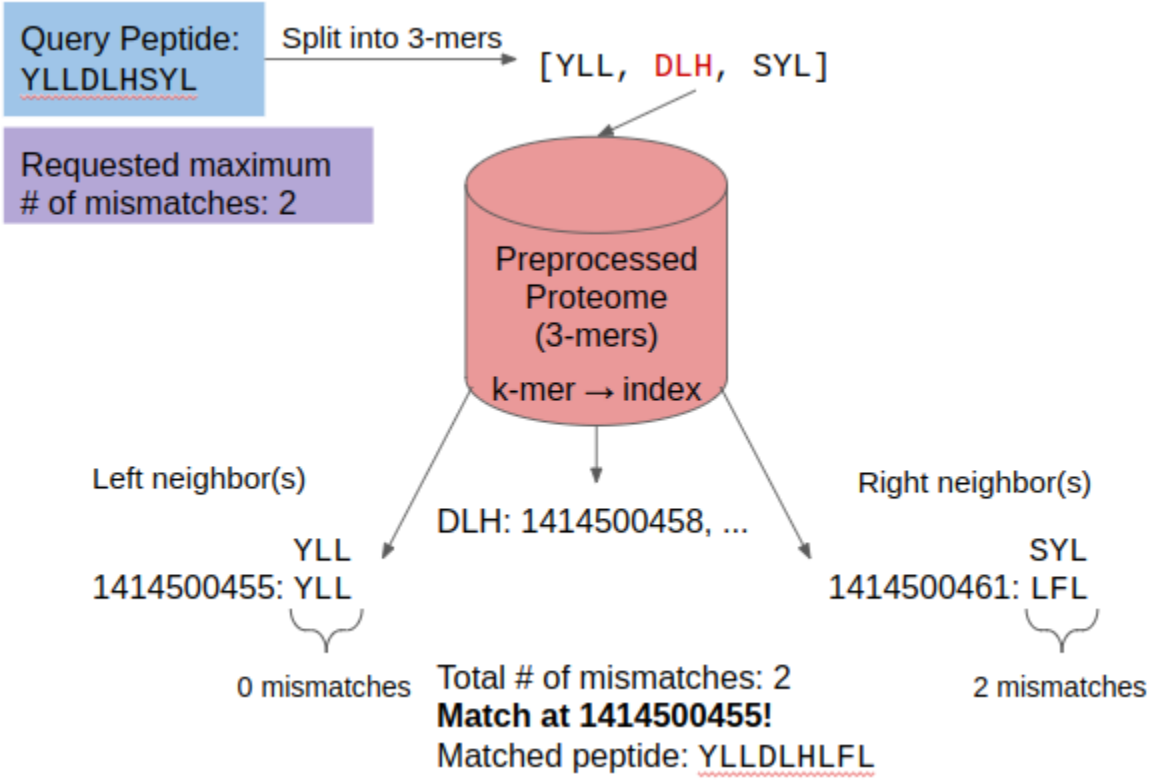 Query Peptide:
YLLDLHSYL
Split into 3-mers
[YLL, DLH, SYL]
Requested maximum
# of mismatches: 2
Preprocessed
Proteome
(3-mers)
k-mer → index
Left neighbor(s)
Right neighbor(s)
DLH: 1414500458, ...
YLL
1414500455: YLL
SYL
1414500461: LFL
0 mismatches
2 mismatches
Total # of mismatches: 2
Match at 1414500455!
Matched peptide: YLLDLHLFL